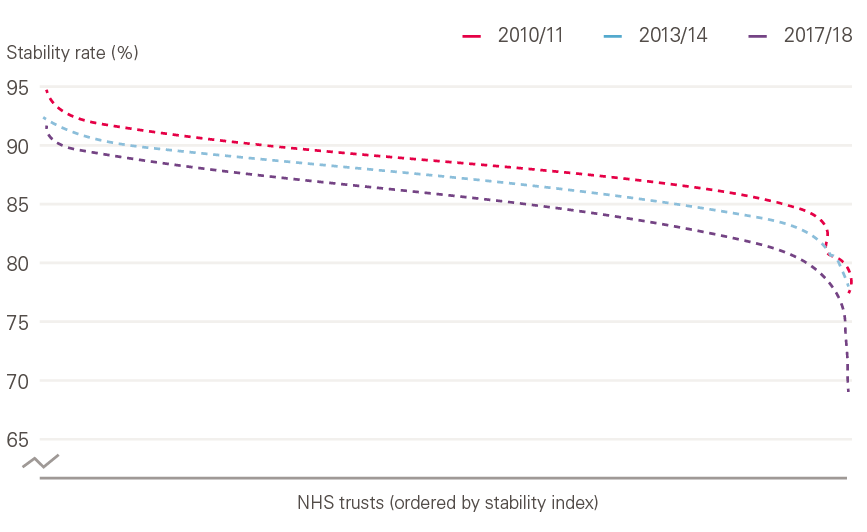 2010/11 2013/14 2017/18
Stability rate (%)
95
90
85
80
75
70
65
NHS trusts (ordered by stability index)